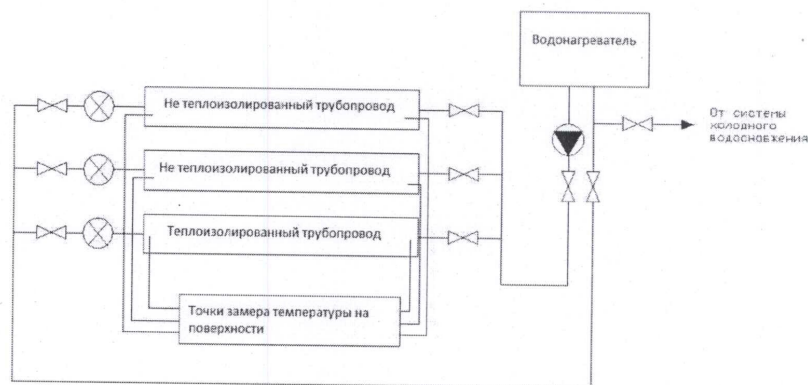 Водонагреватель
Не теплоизолированный трубопровод
От системы
холодного
водоснабжения
Не теплоизолированный трубопровод
Теплоизолированный трубопровод
Точки замера температуры на
поверхности